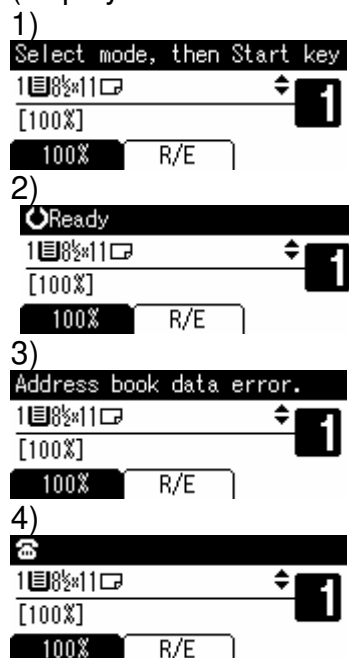 1)
Select mode, then Start key
1 8½×11
1
[100%]
100% R/E
2)
Ready
1 8½×11
1
[100%]
100% R/E
3)
Address book data error.
1 8½×11
1
[100%]
100% R/E
4)
1 8½×11
1
[100%]
100% R/E